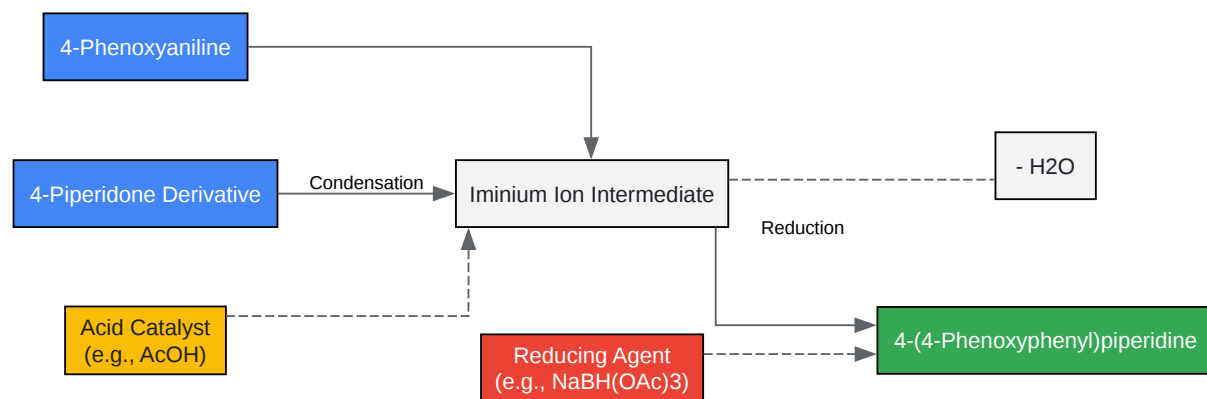 4-Phenoxyaniline
4-Piperidone Derivative
Condensation
Iminium Ion Intermediate
- H2O
Reduction
Acid Catalyst
(e.g., AcOH)
Reducing Agent
(e.g., NaBH(OAc)3)
4-(4-Phenoxyphenyl)piperidine